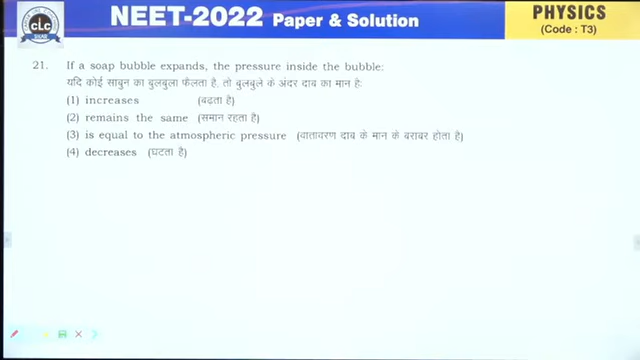 CLC
SIKAR
NEET-2022 Paper & Solution
PHYSICS
(Code : T3)
21. If a soap bubble expands, the pressure inside the bubble:
यदि कोई साबुन का बुलबुला फैलता है, तो बुलबुले के अंदर दाब का मान है:
(1) increases (बढ़ता है)
(2) remains the same (समान रहता है)
(3) is equal to the atmospheric pressure (वातावरण दाब के मान के बराबर होता है)
(4) decreases (घटता है)